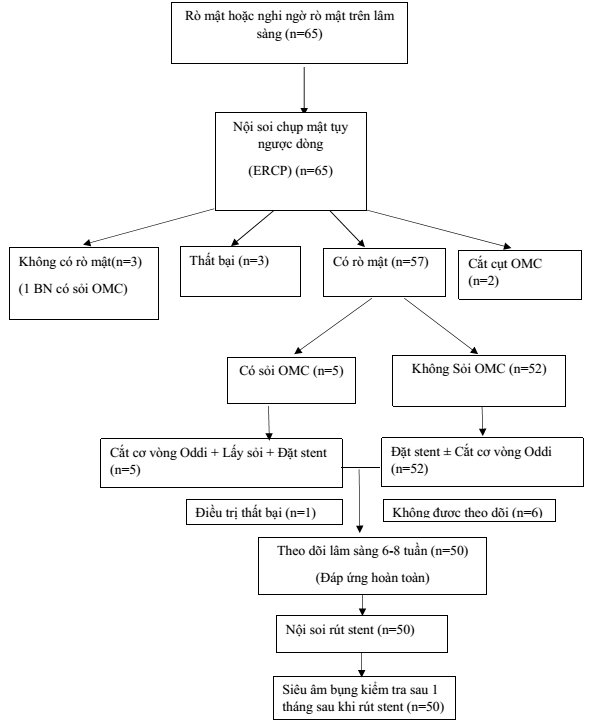 Rò mật hoặc nghi ngờ rò mật trên lâm
sàng (n=65)
Nội soi chụp mật tụy
ngược dòng
(ERCP) (n=65)
Không có rò mật(n=3)
(1 BN có sỏi OMC)
Thất bại (n=3)
Có rò mật (n=57)
Cắt cụt OMC
(n=2)
Có sỏi OMC (n=5)
Không Sỏi OMC (n=52)
Cắt cơ vòng Oddi + Lấy sỏi + Đặt stent
(n=5)
Đặt stent ± Cắt cơ vòng Oddi
(n=52)
Điều trị thất bại (n=1)
Không được theo dõi (n=6)
Theo dõi lâm sàng 6-8 tuần (n=50)
(Đáp ứng hoàn toàn)
Nội soi rút stent (n=50)
Siêu âm bụng kiểm tra sau 1
tháng sau khi rút stent (n=50)